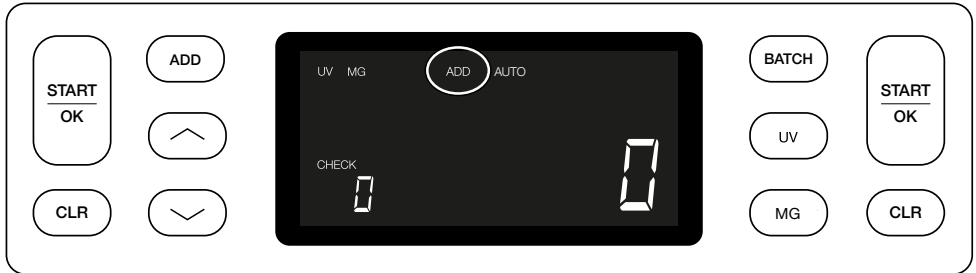 START
OK
CLR
ADD
UV MG ADD AUTO
CHECK
0
0
BATCH
UV
MG
START
OK
CLR